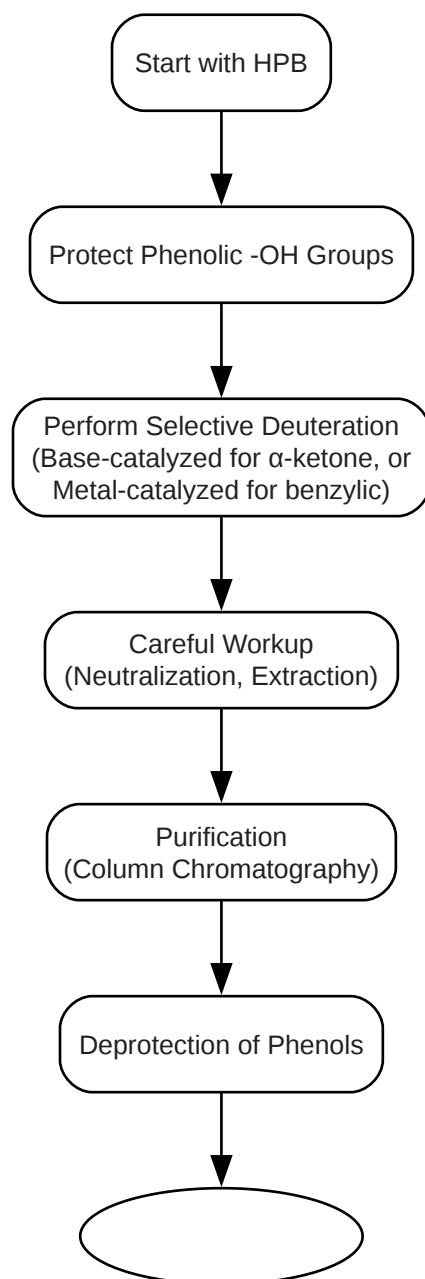 Start with HPB
Protect Phenolic -OH Groups
Perform Selective Deuteration
(Base-catalyzed for α-ketone, or
Metal-catalyzed for benzylic)
Careful Workup
(Neutralization, Extraction)
Purification
(Column Chromatography)
Deprotection of Phenols